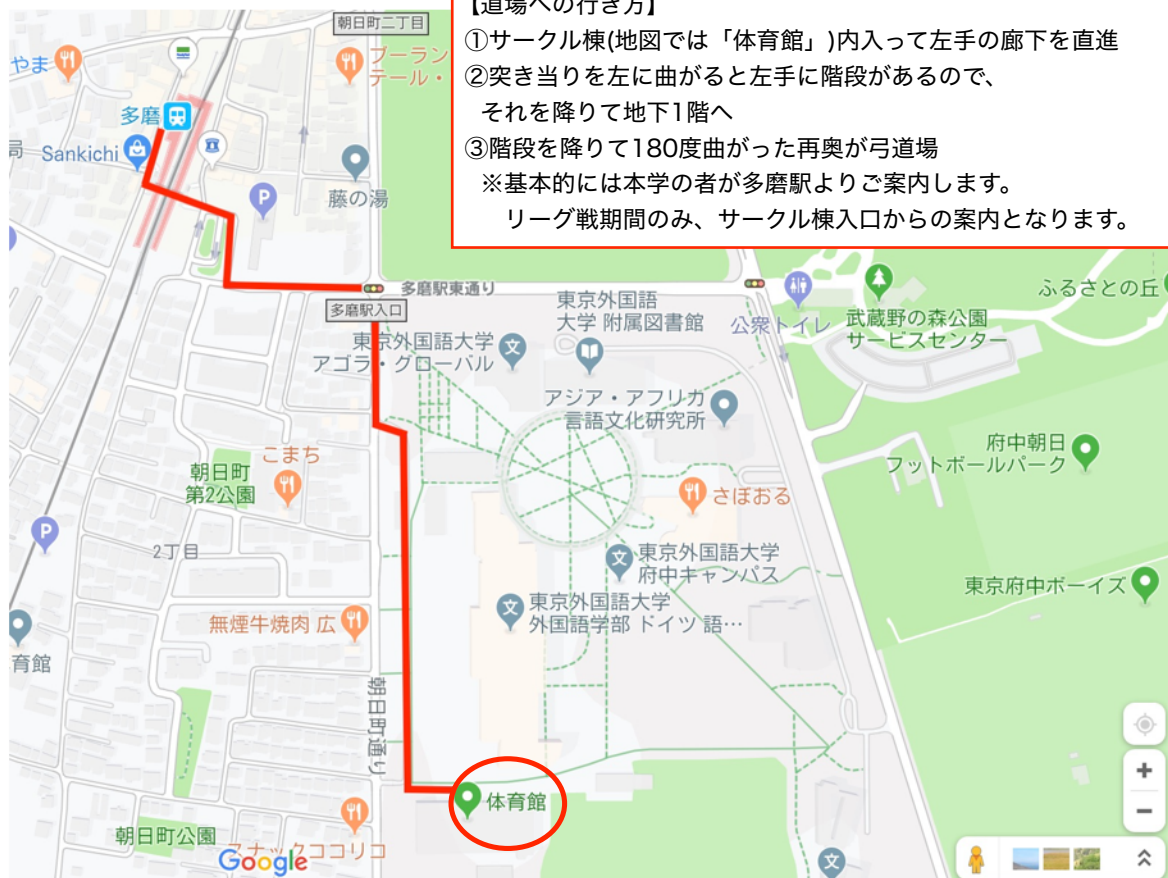 【道場への行き方】
①サークル棟(地図では「体育館」)内入って左手の廊下を直進
②突き当りを左に曲がると左手に階段があるので、
それを降りて地下1階へ
③階段を降りて180度曲がった再奥が弓道場
※基本的には本学の者が多磨駅よりご案内します。
リーグ戦期間のみ、サークル棟入口からの案内となります。
朝日町二丁目
やま
ブーラン
テール・
多磨
局
Sankichi
P
藤の湯
多磨駅東通り
多磨駅入口
東京外国語
大学 附属図書館
公衆トイレ
ふるさとの丘
武蔵野の森公園
サービスセンター
東京外国語大学
アゴラ・グローバル
文
アジア・アフリカ
言語文化研究所
府中朝日
フットボールパーク
こまち
朝日町
第2公園
さぼおる
P
2丁目
文
東京外国語大学
府中キャンパス
東京府中ボーイズ
文
東京外国語大学
外国語学部 ドイツ 語…
無煙牛焼肉 広
育館
朝日町通り
体育館
朝日町公園
スナックココリコ
Google
文
+
−